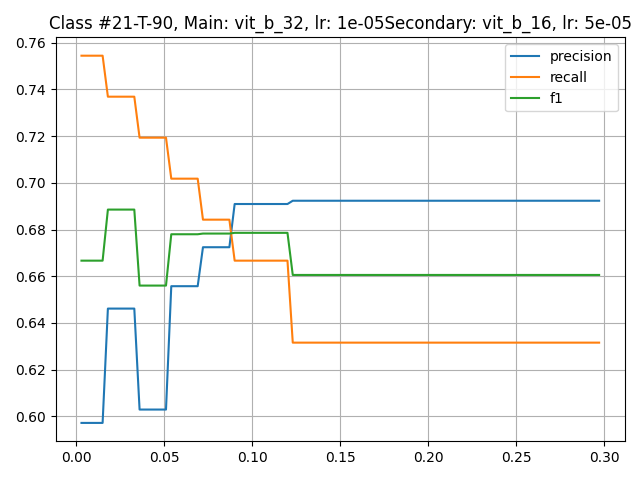 Class #21-T-90, Main: vit_b_32, lr: 1e-05Secondary: vit_b_16, lr: 5e-05
precision
recall
f1
0.76
0.74
0.72
0.70
0.68
0.66
0.64
0.62
0.60
0.00 0.05 0.10 0.15 0.20 0.25 0.30